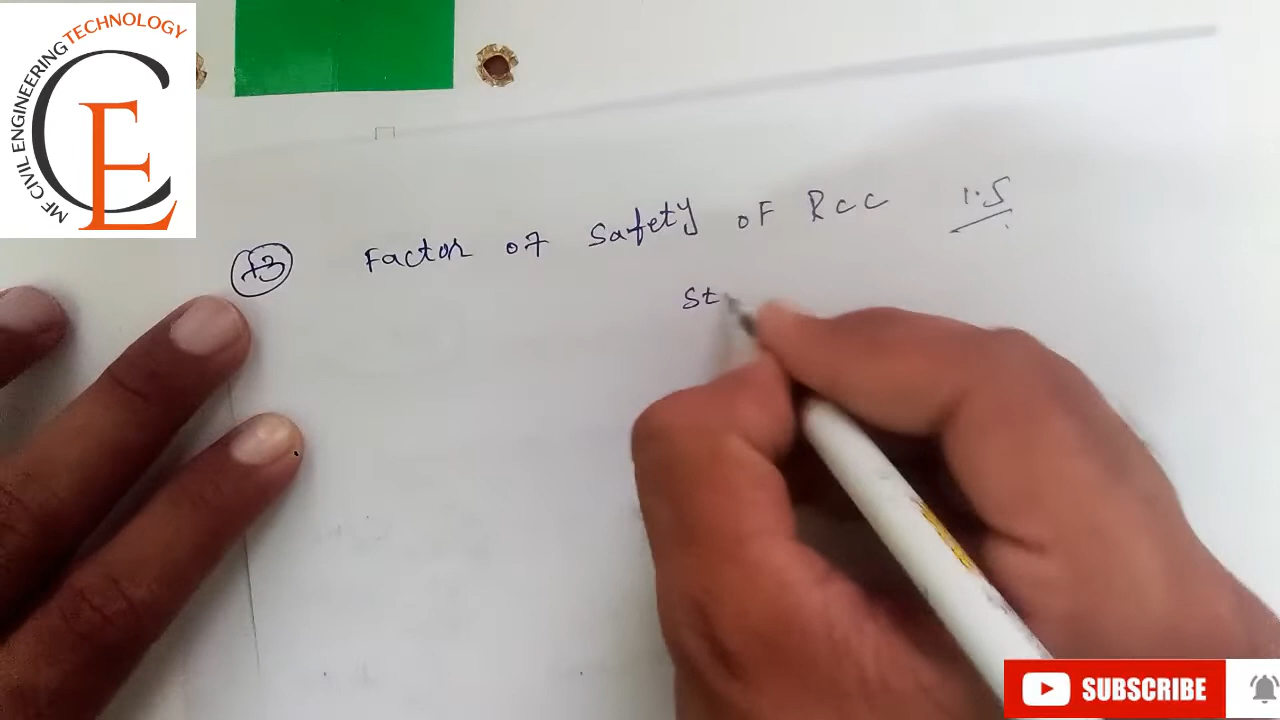 MF CIVIL ENGINEERING TECHNOLOGY
CE
13 Factor of Safety of Rcc 1.5
St
SUBSCRIBE